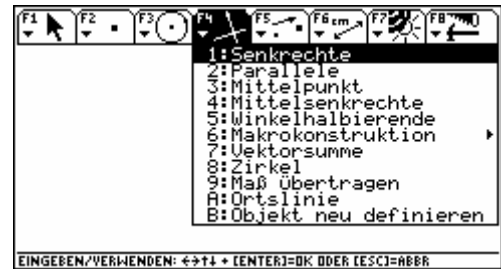 F1 F2 F3 F4 F5 F6 cm F7 F8
1:Senkrechte
2:Parallele
3:Mittelpunkt
4:Mittelsenkrechte
5:Winkelhalbierende
6:Makrokonstruktion ▸
7:Vektorsumme
8:Zirkel
9:Maß übertragen
A:Ortslinie
B:Objekt neu definieren
EINGEBEN/VERWENDEN: ←→↑↓ + [ENTER]=OK ODER [ESC]=ABBR